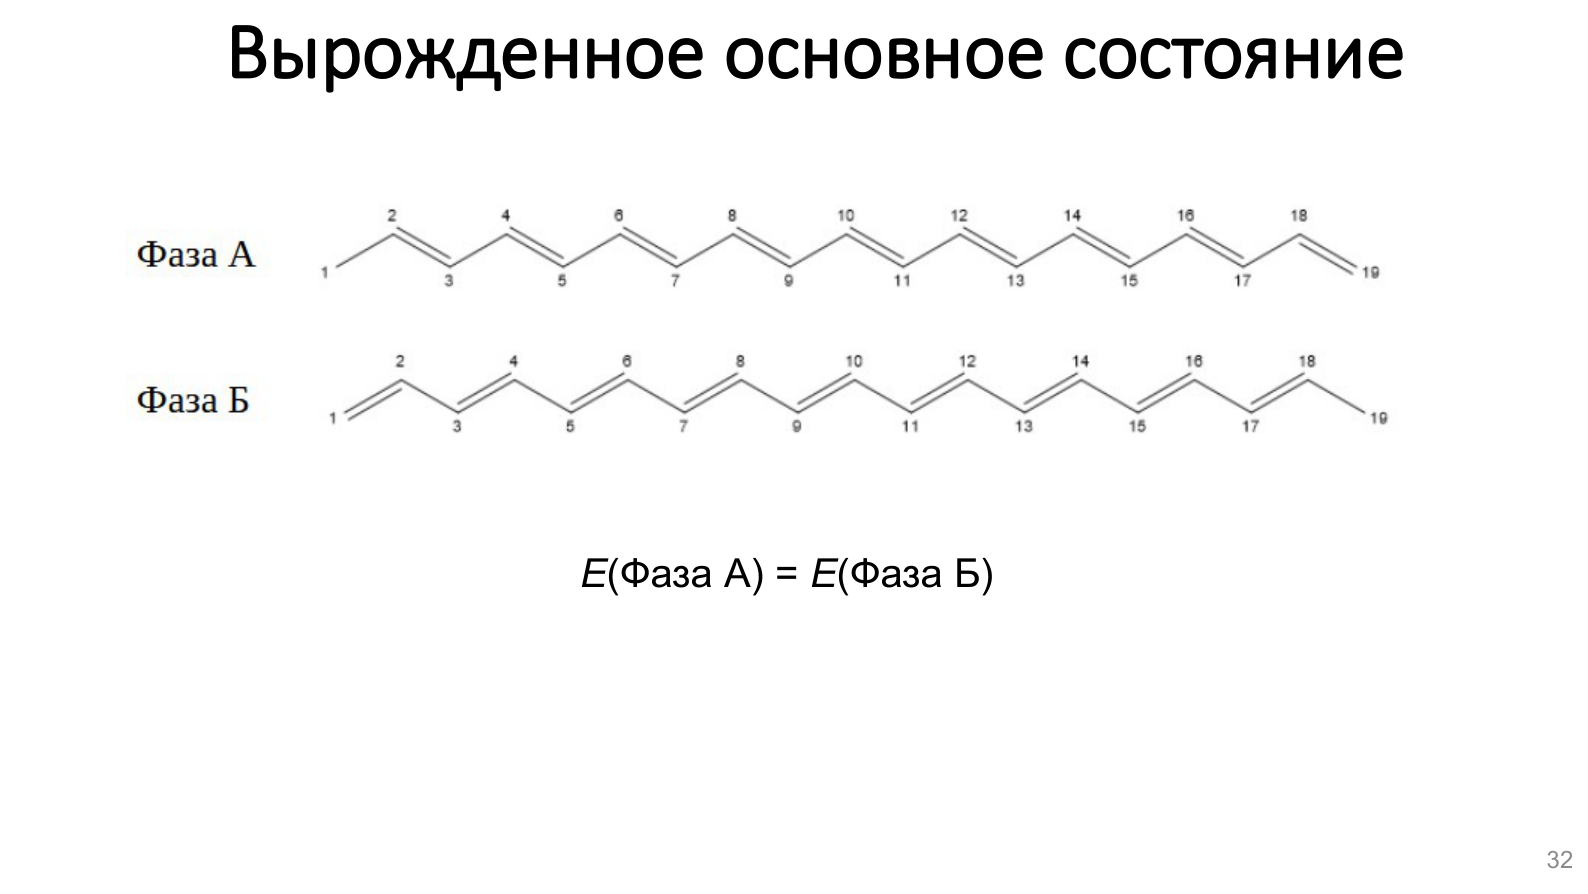 Вырожденное основное состояние
2 4 6 8 10 12 14 16 18
Фаза А
1 3 5 7 9 11 13 15 17 19
2 4 6 8 10 12 14 16 18
Фаза Б
1 3 5 7 9 11 13 15 17 19
E(Фаза А) = E(Фаза Б)
32